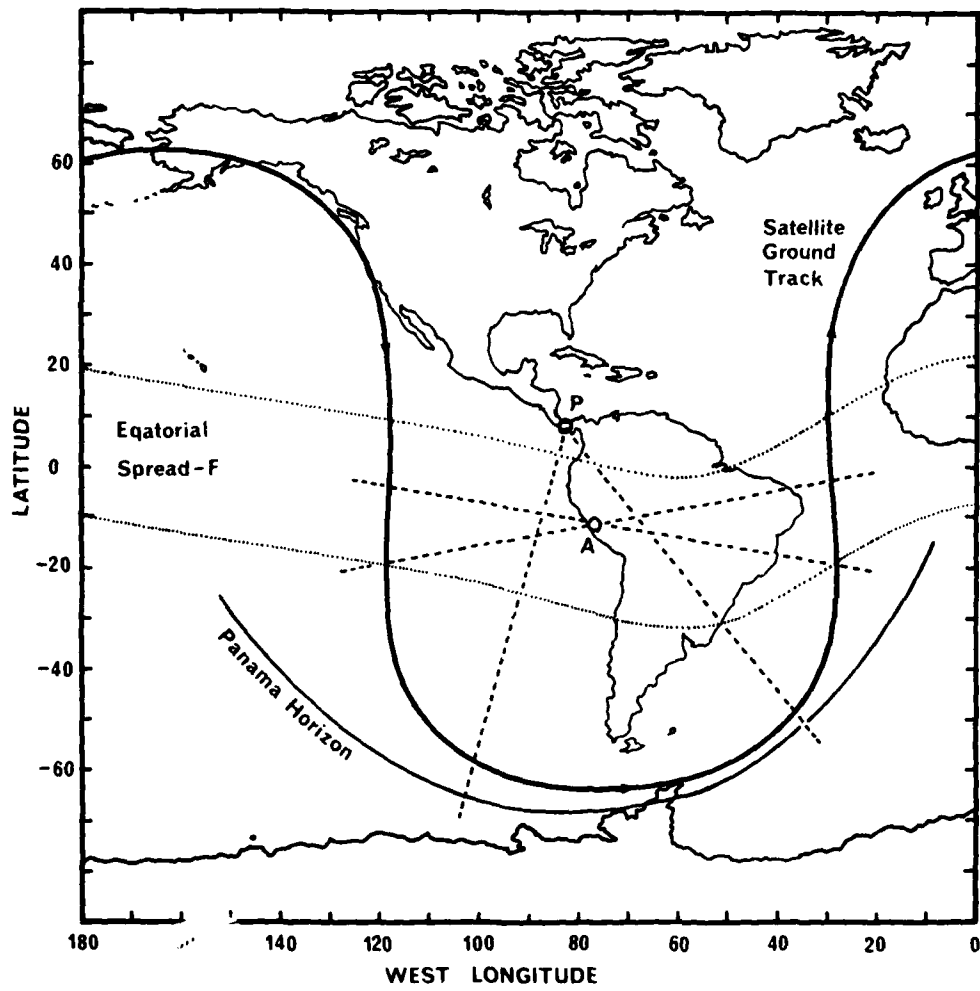 60
40
20
0
-20
-40
-60
LATITUDE
Satellite
Ground
Track
P
Eqatorial
Spread-F
A
Panama Horizon
180
140
120
100
80
60
40
20
0
WEST LONGITUDE